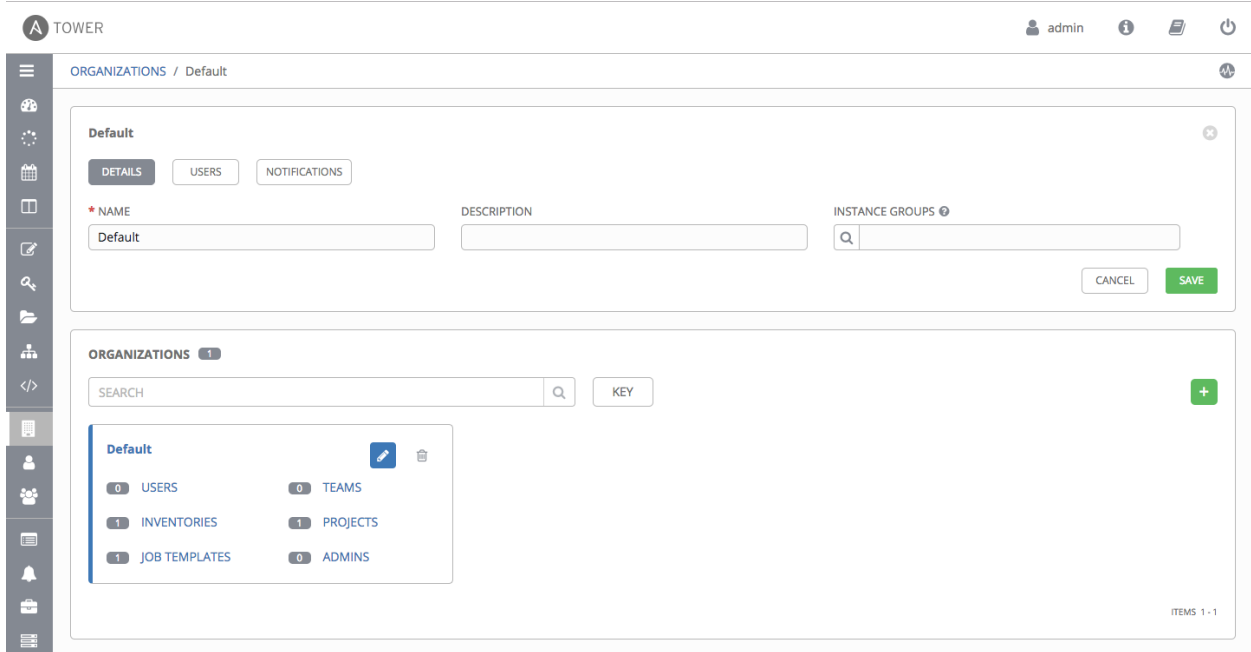 A TOWER admin
ORGANIZATIONS / Default
Default
DETAILS USERS NOTIFICATIONS
* NAME DESCRIPTION INSTANCE GROUPS ?
Default
CANCEL SAVE
ORGANIZATIONS 1
SEARCH KEY +
Default
0 USERS 0 TEAMS
1 INVENTORIES 1 PROJECTS
1 JOB TEMPLATES 0 ADMINS
ITEMS 1 - 1